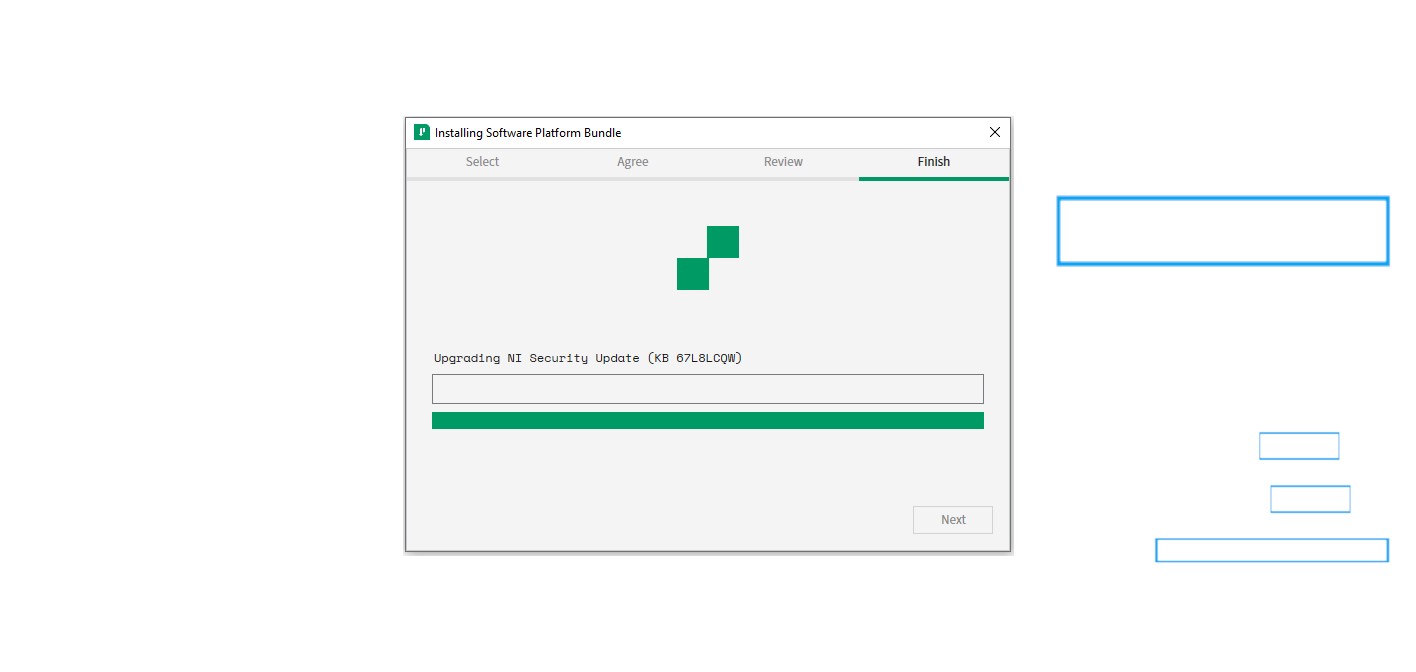 Installing Software Platform Bundle
Select Agree Review Finish
Upgrading NI Security Update (KB 67L8LCQW)
Next